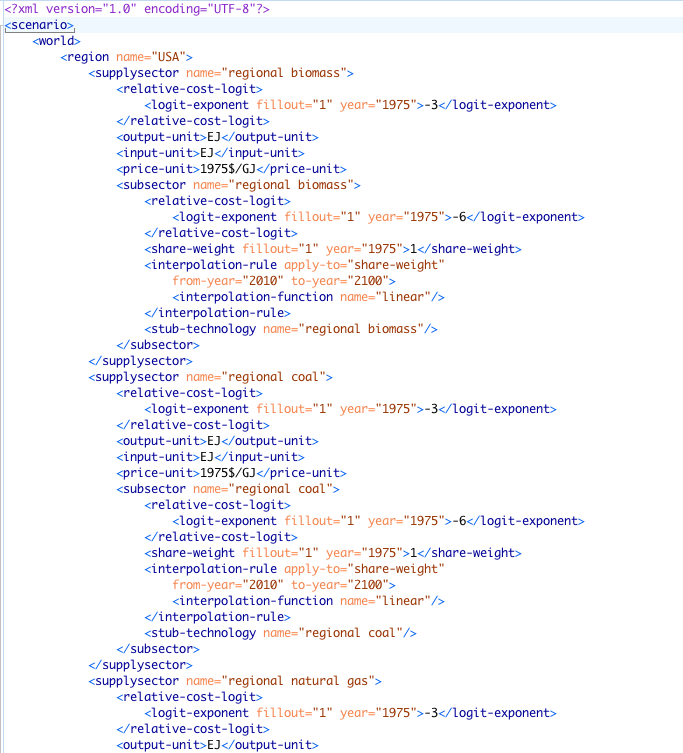 <?xml version="1.0" encoding="UTF-8"?>
<scenario>
<world>
<region name="USA">
<supplysector name="regional biomass">
<relative-cost-logit>
<logit-exponent fillout="1" year="1975">-3</logit-exponent>
</relative-cost-logit>
<output-unit>EJ</output-unit>
<input-unit>EJ</input-unit>
<price-unit>1975$/GJ</price-unit>
<subsector name="regional biomass">
<relative-cost-logit>
<logit-exponent fillout="1" year="1975">-6</logit-exponent>
</relative-cost-logit>
<share-weight fillout="1" year="1975">1</share-weight>
<interpolation-rule apply-to="share-weight"
from-year="2010" to-year="2100">
<interpolation-function name="linear"/>
</interpolation-rule>
<stub-technology name="regional biomass"/>
</subsector>
</supplysector>
<supplysector name="regional coal">
<relative-cost-logit>
<logit-exponent fillout="1" year="1975">-3</logit-exponent>
</relative-cost-logit>
<output-unit>EJ</output-unit>
<input-unit>EJ</input-unit>
<price-unit>1975$/GJ</price-unit>
<subsector name="regional coal">
<relative-cost-logit>
<logit-exponent fillout="1" year="1975">-6</logit-exponent>
</relative-cost-logit>
<share-weight fillout="1" year="1975">1</share-weight>
<interpolation-rule apply-to="share-weight"
from-year="2010" to-year="2100">
<interpolation-function name="linear"/>
</interpolation-rule>
<stub-technology name="regional coal"/>
</subsector>
</supplysector>
<supplysector name="regional natural gas">
<relative-cost-logit>
<logit-exponent fillout="1" year="1975">-3</logit-exponent>
</relative-cost-logit>
<output-unit>EJ</output-unit>